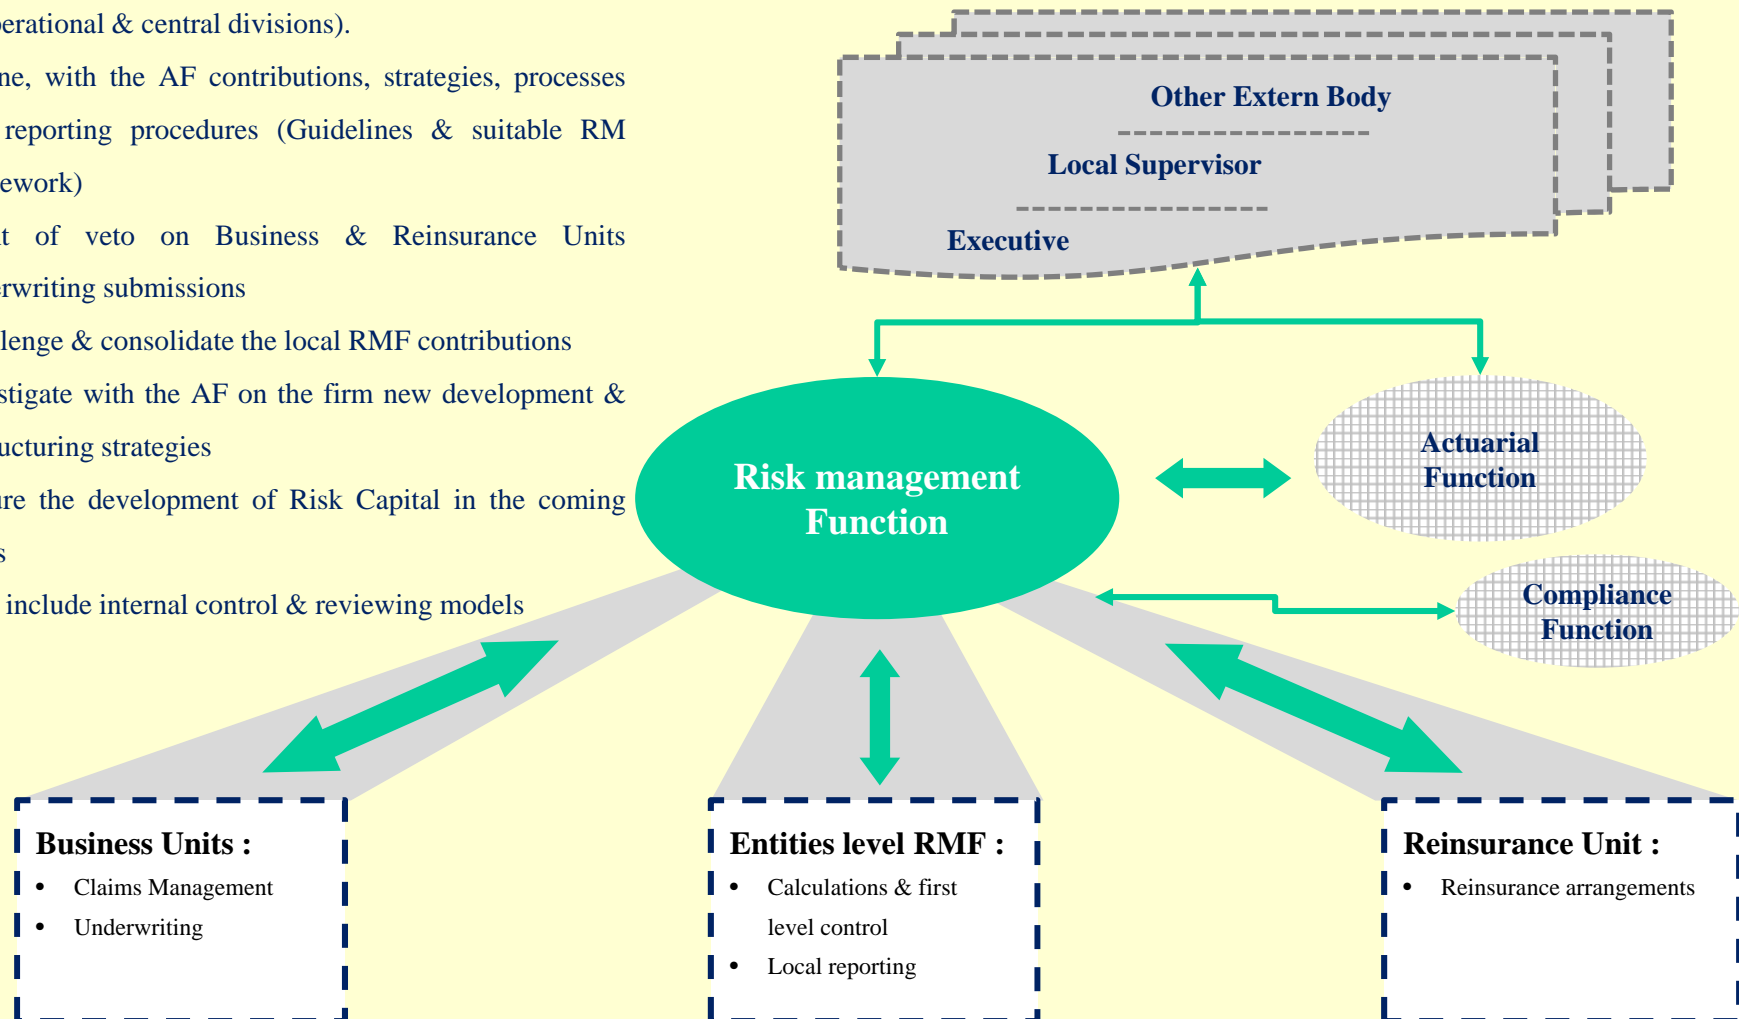 perational & central divisions).
ne, with the AF contributions, strategies, processes
reporting procedures (Guidelines & suitable RM
ework)
t of veto on Business & Reinsurance Units
erwriting submissions
llenge & consolidate the local RMF contributions
stigate with the AF on the firm new development &
ucturing strategies
ure the development of Risk Capital in the coming
s
include internal control & reviewing models
Other Extern Body
Local Supervisor
Executive
Risk management
Function
Actuarial
Function
Compliance
Function
Business Units :
• Claims Management
• Underwriting
Entities level RMF :
• Calculations & first
level control
• Local reporting
Reinsurance Unit :
• Reinsurance arrangements